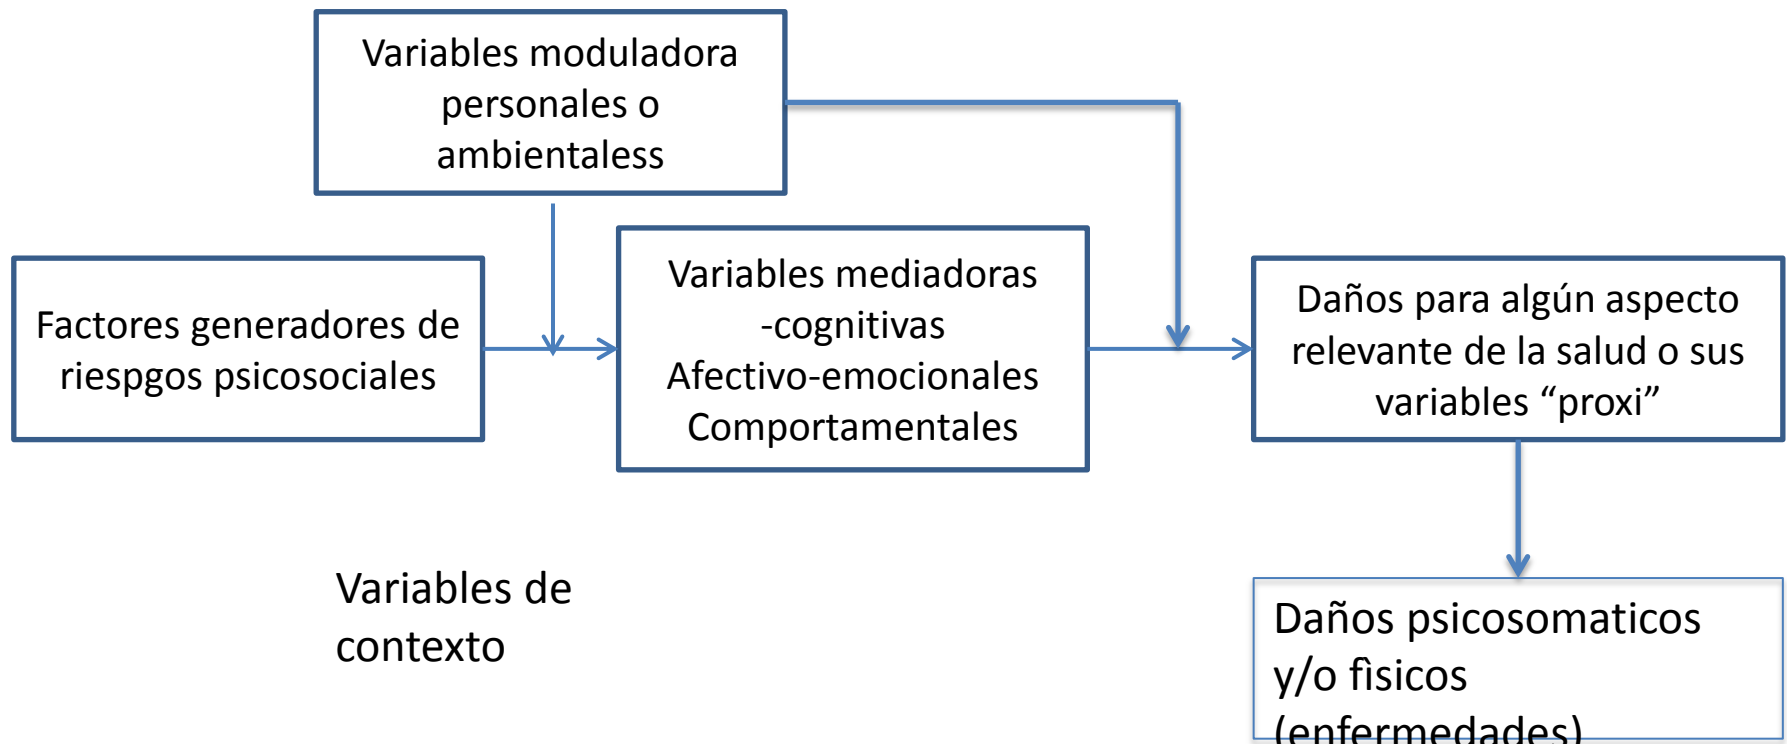 Variables moduladora
personales o
ambientaless
Factores generadores de
riespgos psicosociales
Variables mediadoras
-cognitivas
Afectivo-emocionales
Comportamentales
Daños para algún aspecto
relevante de la salud o sus
variables “proxi”
Variables de
contexto
Daños psicosomaticos
y/o fìsicos
(enfermedades)